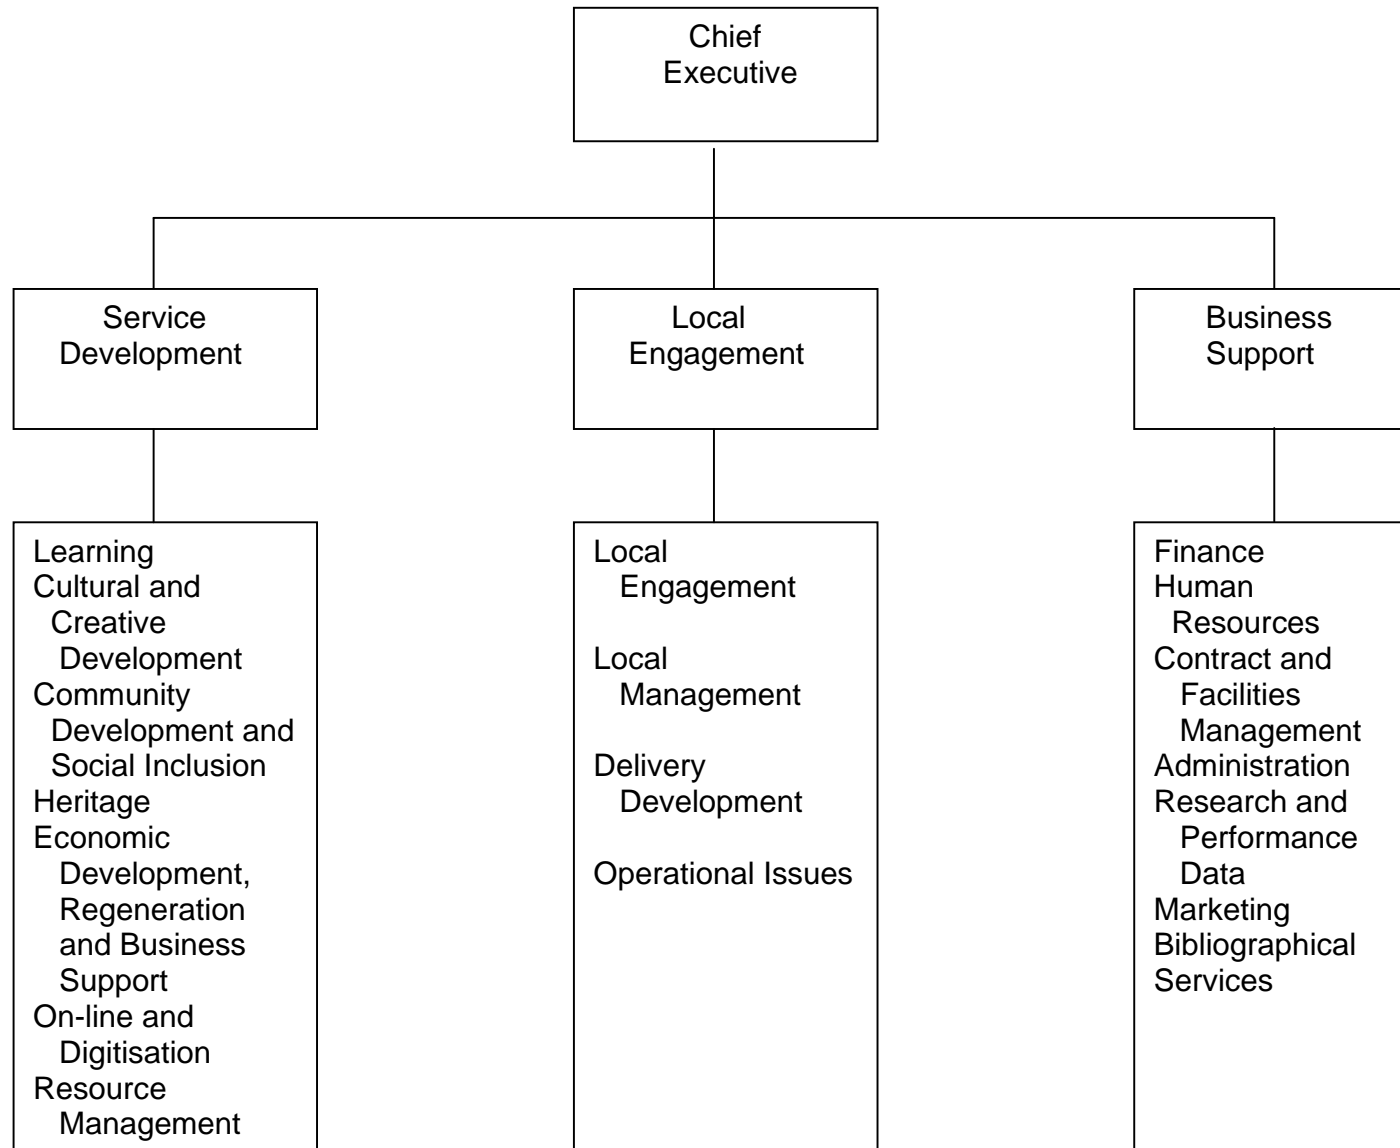 Chief
Executive
Service
Development
Local
Engagement
Business
Support
Learning
Cultural and
Creative
Development
Community
Development and
Social Inclusion
Heritage
Economic
Development,
Regeneration
and Business
Support
On-line and
Digitisation
Resource
Management
Local
Engagement
Local
Management
Delivery
Development
Operational Issues
Finance
Human
Resources
Contract and
Facilities
Management
Administration
Research and
Performance
Data
Marketing
Bibliographical
Services